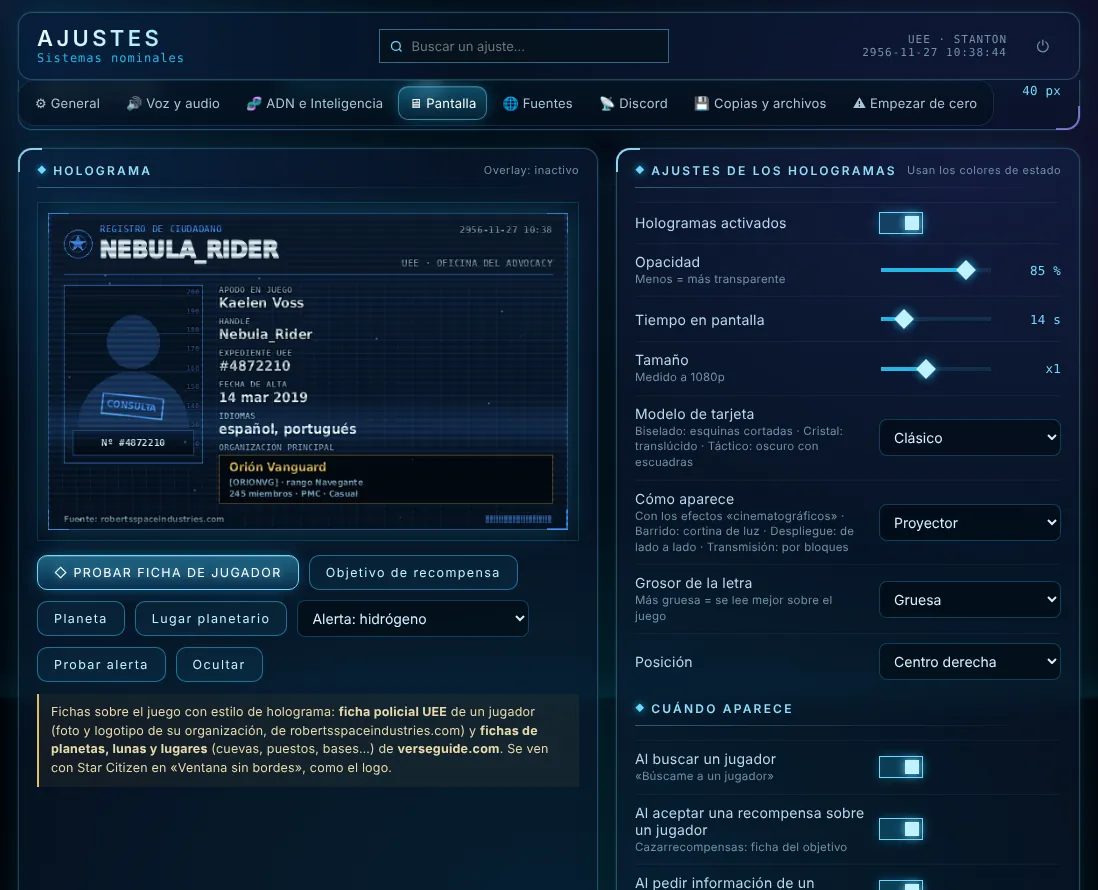 AJUSTES
Sistemas nominales
Buscar un ajuste...
UEE · STANTON
2956-11-27 10:38:44
General
Voz y audio
ADN e Inteligencia
Pantalla
Fuentes
Discord
Copias y archivos
Empezar de cero
40 px
HOLOGRAMA
Overlay: inactivo
REGISTRO DE CIUDADANO
NEBULA_RIDER
2956-11-27 10:38
UEE · OFICINA DEL ADVOCACY
200
190
180
170
160
150
140
CONSULTA
Nº #4872210
APODO EN JUEGO
Kaelen Voss
HANDLE
Nebula_Rider
EXPEDIENTE UEE
#4872210
FECHA DE ALTA
14 mar 2019
IDIOMAS
español, portugués
ORGANIZACIÓN PRINCIPAL
Orión Vanguard
[ORIONVG] · rango Navegante
245 miembros · PMC · Casual
Fuente: robertsspaceindustries.com
PROBAR FICHA DE JUGADOR
Objetivo de recompensa
Planeta
Lugar planetario
Alerta: hidrógeno
Probar alerta
Ocultar
Fichas sobre el juego con estilo de holograma: ficha policial UEE de un jugador
(foto y logotipo de su organización, de robertsspaceindustries.com) y fichas de
planetas, lunas y lugares (cuevas, puestos, bases...) de verseguide.com. Se ven
con Star Citizen en «Ventana sin bordes», como el logo.
AJUSTES DE LOS HOLOGRAMAS
Usan los colores de estado
Hologramas activados
Opacidad
Menos = más transparente
85 %
Tiempo en pantalla
14 s
Tamaño
Medido a 1080p
x1
Modelo de tarjeta
Biselado: esquinas cortadas · Cristal:
translúcido · Táctico: oscuro con
escuadras
Clásico
Cómo aparece
Con los efectos «cinematográficos» ·
Barrido: cortina de luz · Despliegue: de
lado a lado · Transmisión: por bloques
Proyector
Grosor de la letra
Más gruesa = se lee mejor sobre el
juego
Gruesa
Posición
Centro derecha
CUÁNDO APARECE
Al buscar un jugador
«Búscame a un jugador»
Al aceptar una recompensa sobre
un jugador
Cazarrecompensas: ficha del objetivo
Al pedir información de un